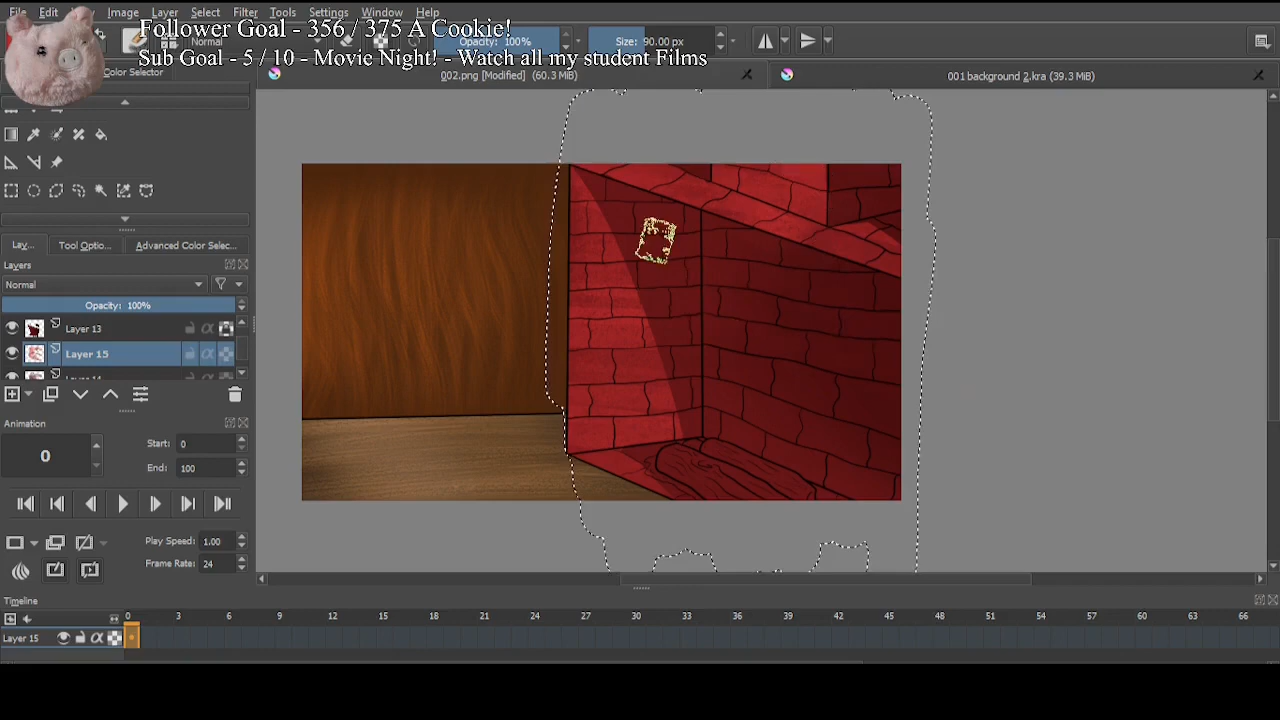 File Edit View Image Layer Select Filter Tools Settings Window Help
Follower Goal - 356 / 375 A Cookie!
Normal
Opacity: 100%
Size: 90.00 px
Sub Goal - 5 / 10 - Movie Night! - Watch all my student Films
Color Selector
002.png [Modified] (60.3 MiB)
001 background 2.kra (39.3 MiB)
Lay...
Tool Optio...
Advanced Color Selec...
Layers
Normal
Opacity: 100%
Layer 13
Layer 15
Layer 14
Animation
0
Start: 0
End: 100
Play Speed: 1.00
Frame Rate: 24
Timeline
0 3 6 9 12 15 18 21 24 27 30 33 36 39 42 45 48 51 54 57 60 63 66
Layer 15